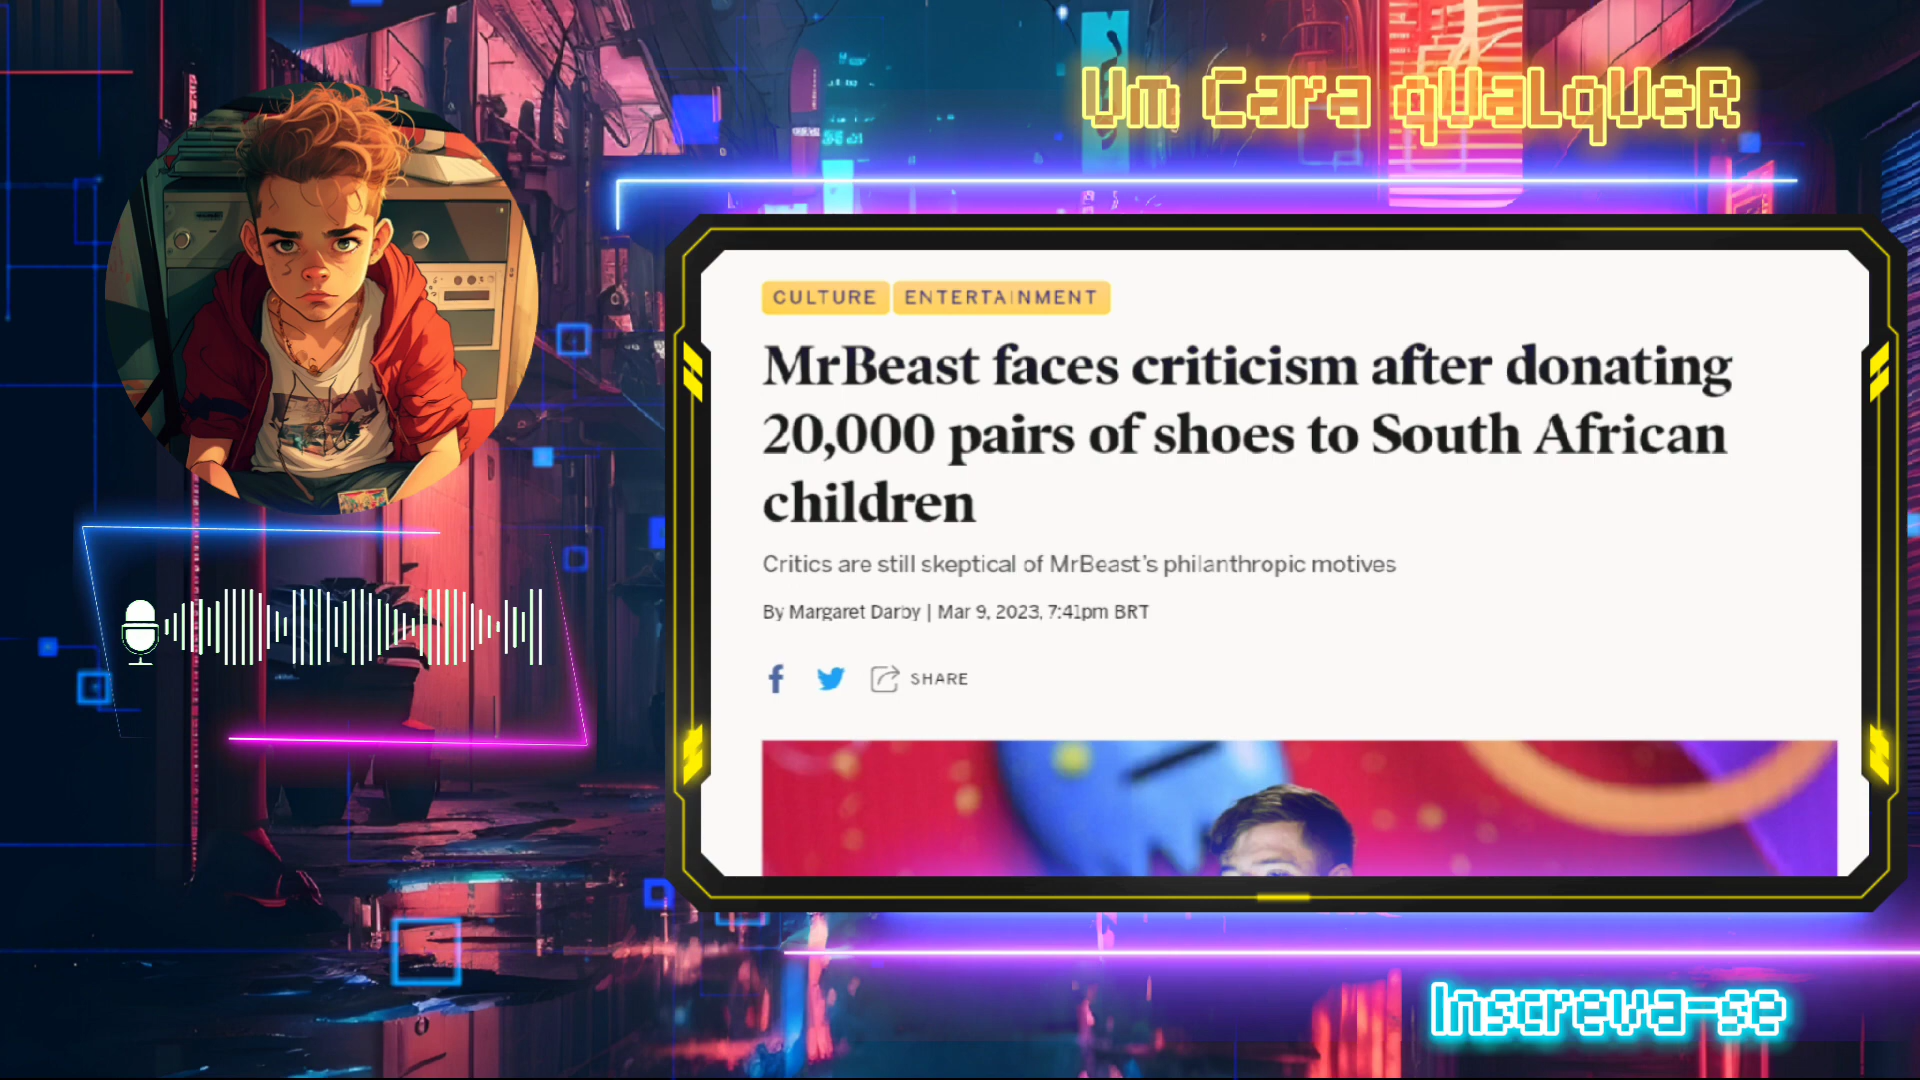 Um Cara qUaLqUeR
CULTURE ENTERTAINMENT
MrBeast faces criticism after donating
20,000 pairs of shoes to South African
children
Critics are still skeptical of MrBeast's philanthropic motives
By Margaret Darby | Mar 9, 2023, 7:41pm BRT
SHARE
Inscreva-se